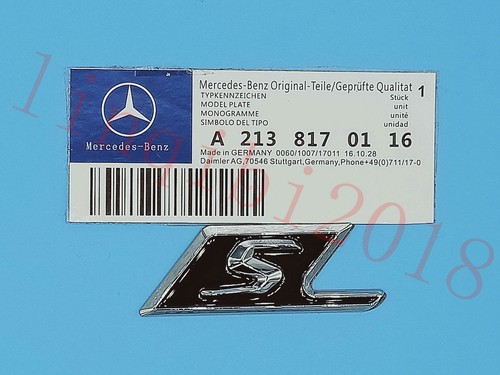 Mercedes-Benz Original-Teile/Geprüfte Qualitat 1
TYPKENNZEICHEN Stück
MODEL PLATE unit
MONOGRAMME unité
SIMBOLO DEL TIPO unidad
Mercedes-Benz
A 213 817 01 16
Made in GERMANY 0060/1007/17011 16.10.28
Daimler AG,70546 Stuttgart,Germany,Phone+49(0)711/17-0
S
linqibi2018